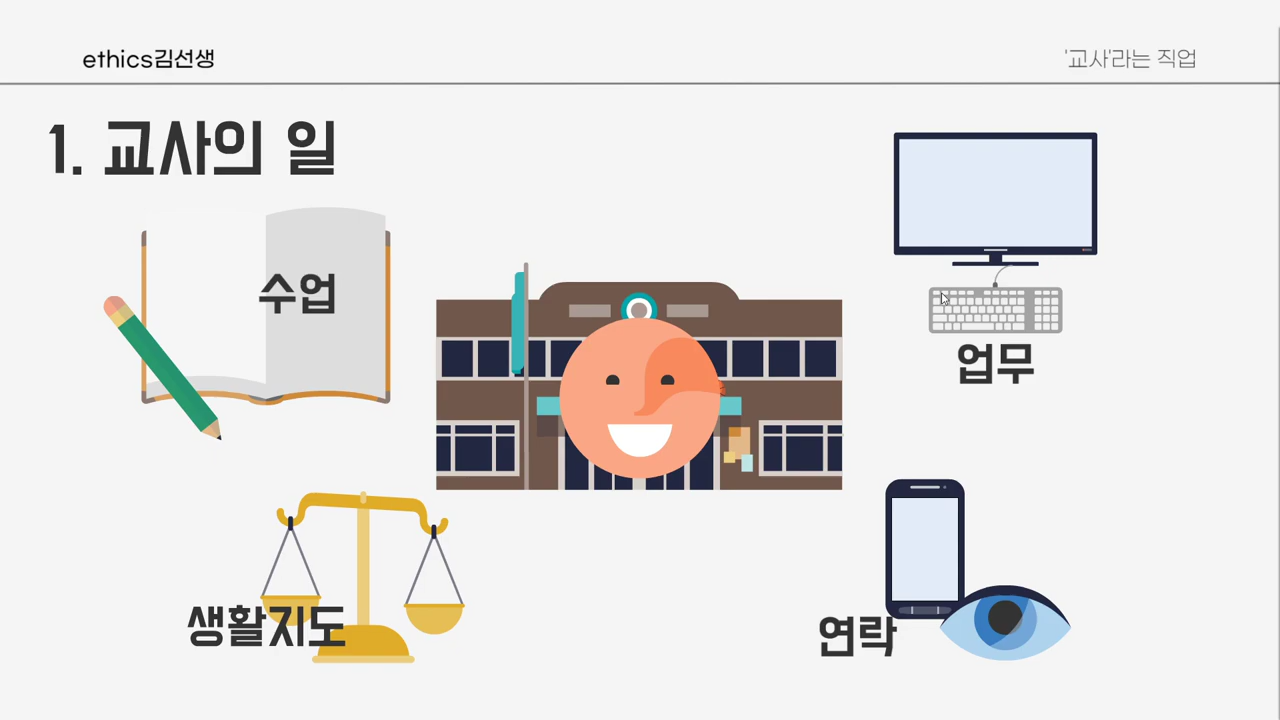 ethics김선생
'교사'라는 직업
1. 교사의 일
수업
업무
생활지도
연락